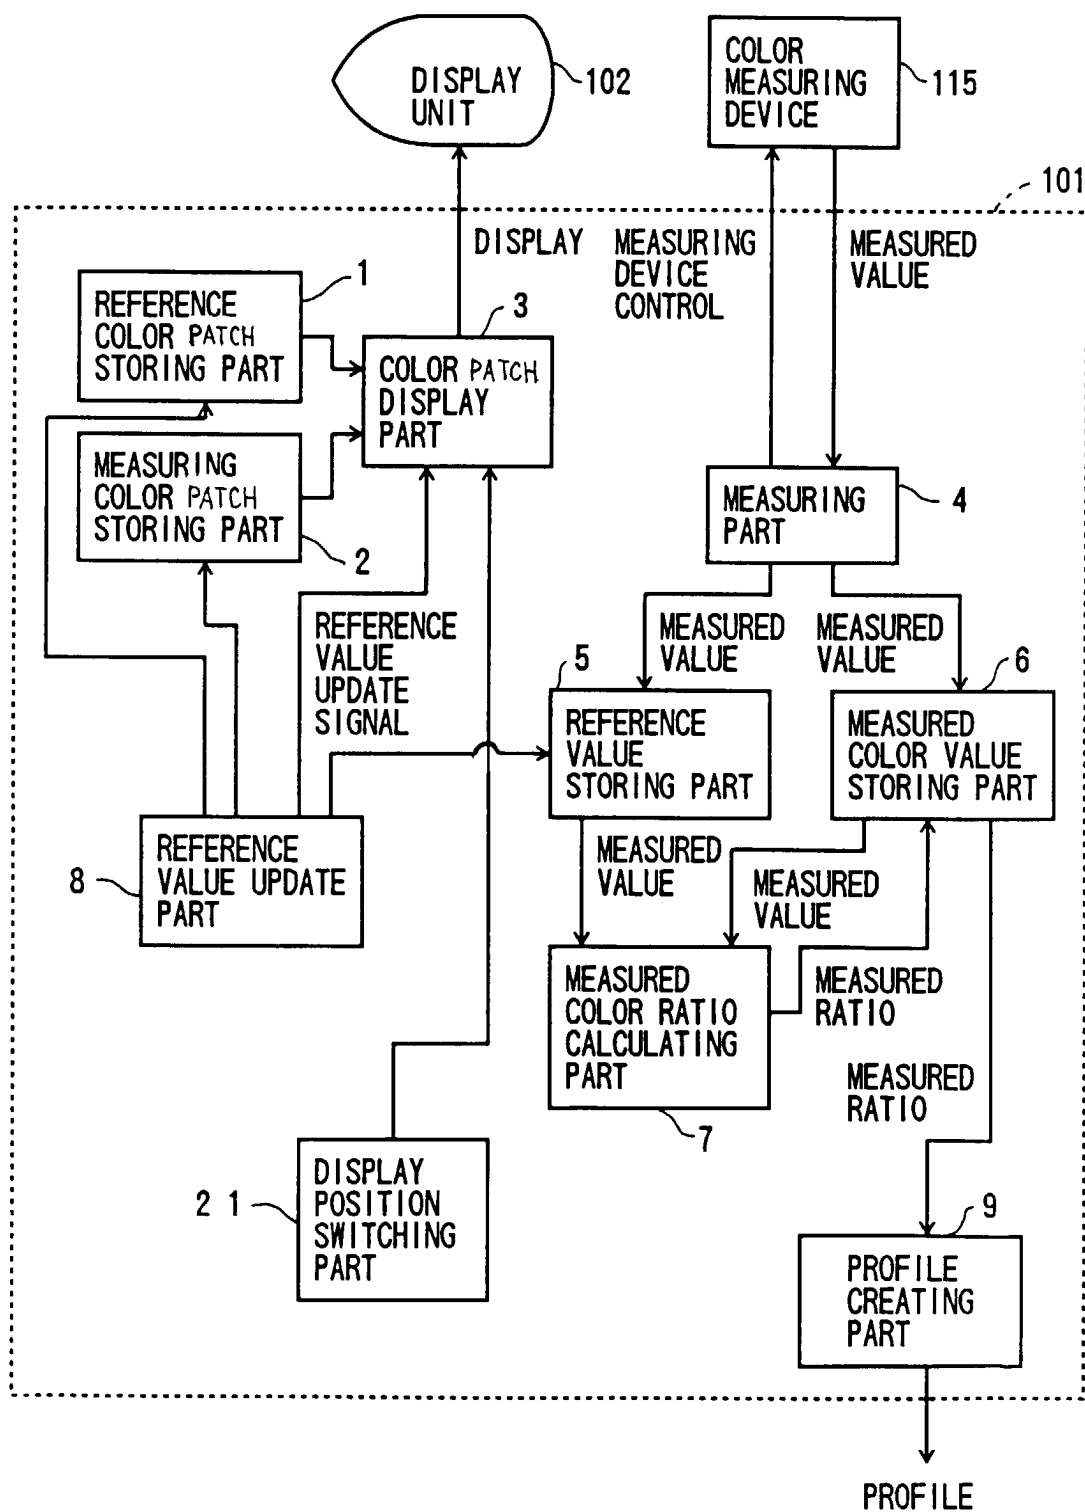 DISPLAY
UNIT
102
COLOR
MEASURING
DEVICE
115
101
DISPLAY
MEASURING
DEVICE
CONTROL
MEASURED
VALUE
1
REFERENCE
COLOR PATCH
STORING PART
3
COLOR PATCH
DISPLAY
PART
MEASURING
COLOR PATCH
STORING PART
2
MEASURING
PART
4
REFERENCE
VALUE
UPDATE
SIGNAL
MEASURED
VALUE
MEASURED
VALUE
5
REFERENCE
VALUE
STORING PART
6
MEASURED
COLOR VALUE
STORING PART
8
REFERENCE
VALUE UPDATE
PART
MEASURED
VALUE
MEASURED
VALUE
MEASURED
COLOR RATIO
CALCULATING
PART
7
MEASURED
RATIO
MEASURED
RATIO
2 1
DISPLAY
POSITION
SWITCHING
PART
9
PROFILE
CREATING
PART
PROFILE